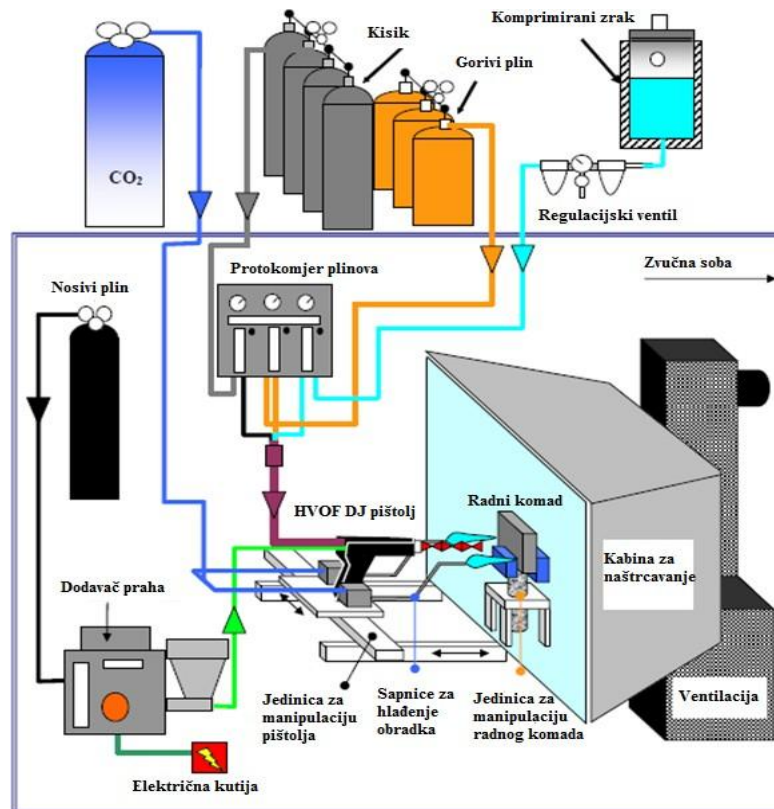 Kisik
Komprimirani zrak
Gorivi plin
CO₂
Regulacijski ventil
Protokomjer plinova
Zvučna soba
Nosivi plin
HVOF DJ pištolj
Radni komad
Kabina za
naštrcavanje
Dodavač praha
Jedinica za
manipulaciju
pištolja
Sapnice za
hlađenje
obradka
Jedinica za
manipulaciju
radnog komada
Ventilacija
Električna kutija